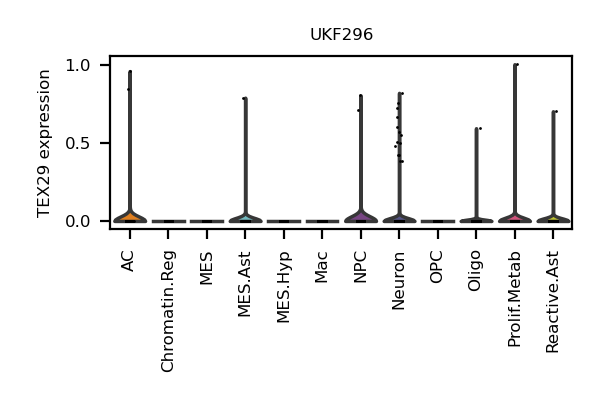 UKF296
TEX29 expression
1.0
0.5
0.0
AC
Chromatin.Reg
MES
MES.Ast
MES.Hyp
Mac
NPC
Neuron
OPC
Oligo
Prolif.Metab
Reactive.Ast